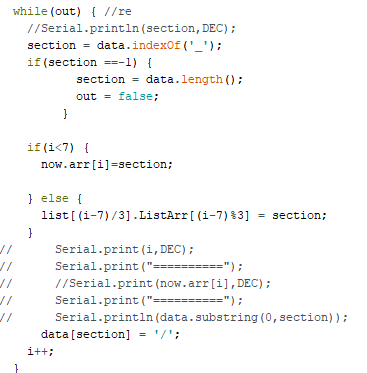 while(out) { //re
//Serial.println(section,DEC);
section = data.indexOf('_');
if(section ==-1) {
section = data.length();
out = false;
}
if(i<7) {
now.arr[i]=section;
} else {
list[(i-7)/3].ListArr[(i-7)%3] = section;
}
// Serial.print(i,DEC);
// Serial.print("==========");
// //Serial.print(now.arr[i],DEC);
// Serial.print("==========");
// Serial.println(data.substring(0,section));
data[section] = '/';
i++;
}